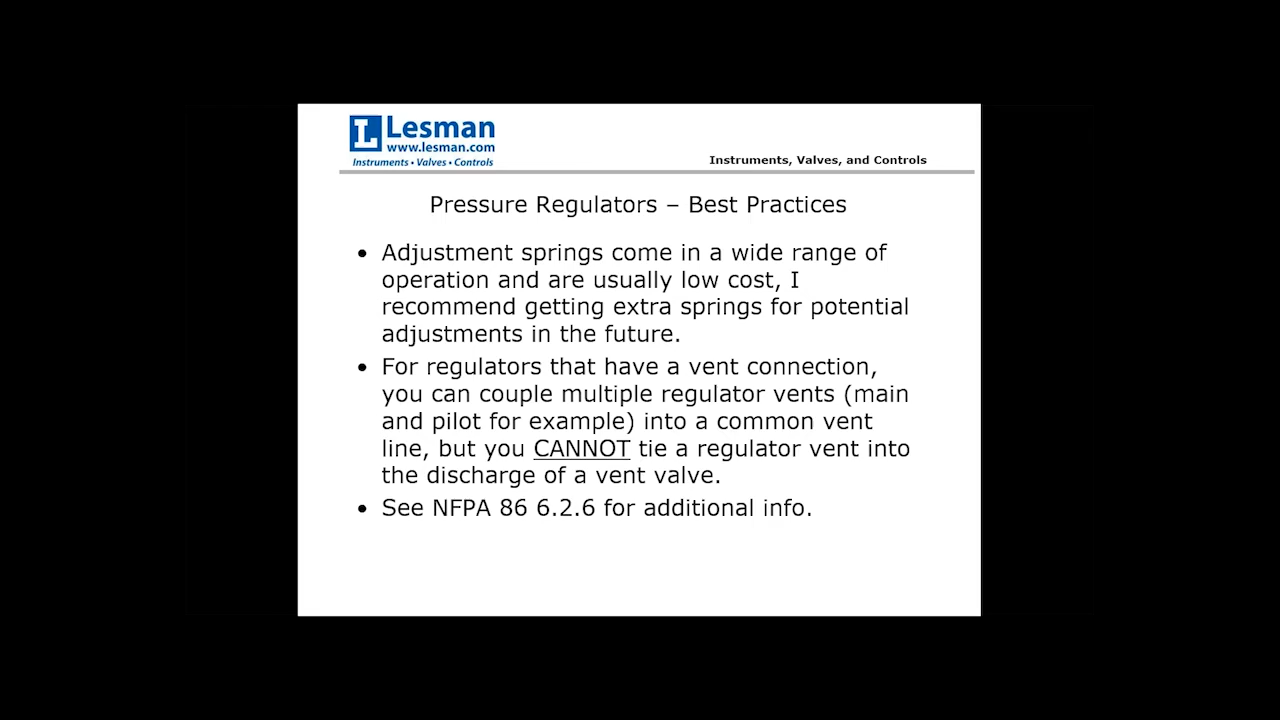 L Lesman
www.lesman.com
Instruments • Valves • Controls
Instruments, Valves, and Controls
Pressure Regulators – Best Practices
• Adjustment springs come in a wide range of
operation and are usually low cost, I
recommend getting extra springs for potential
adjustments in the future.
• For regulators that have a vent connection,
you can couple multiple regulator vents (main
and pilot for example) into a common vent
line, but you CANNOT tie a regulator vent into
the discharge of a vent valve.
• See NFPA 86 6.2.6 for additional info.